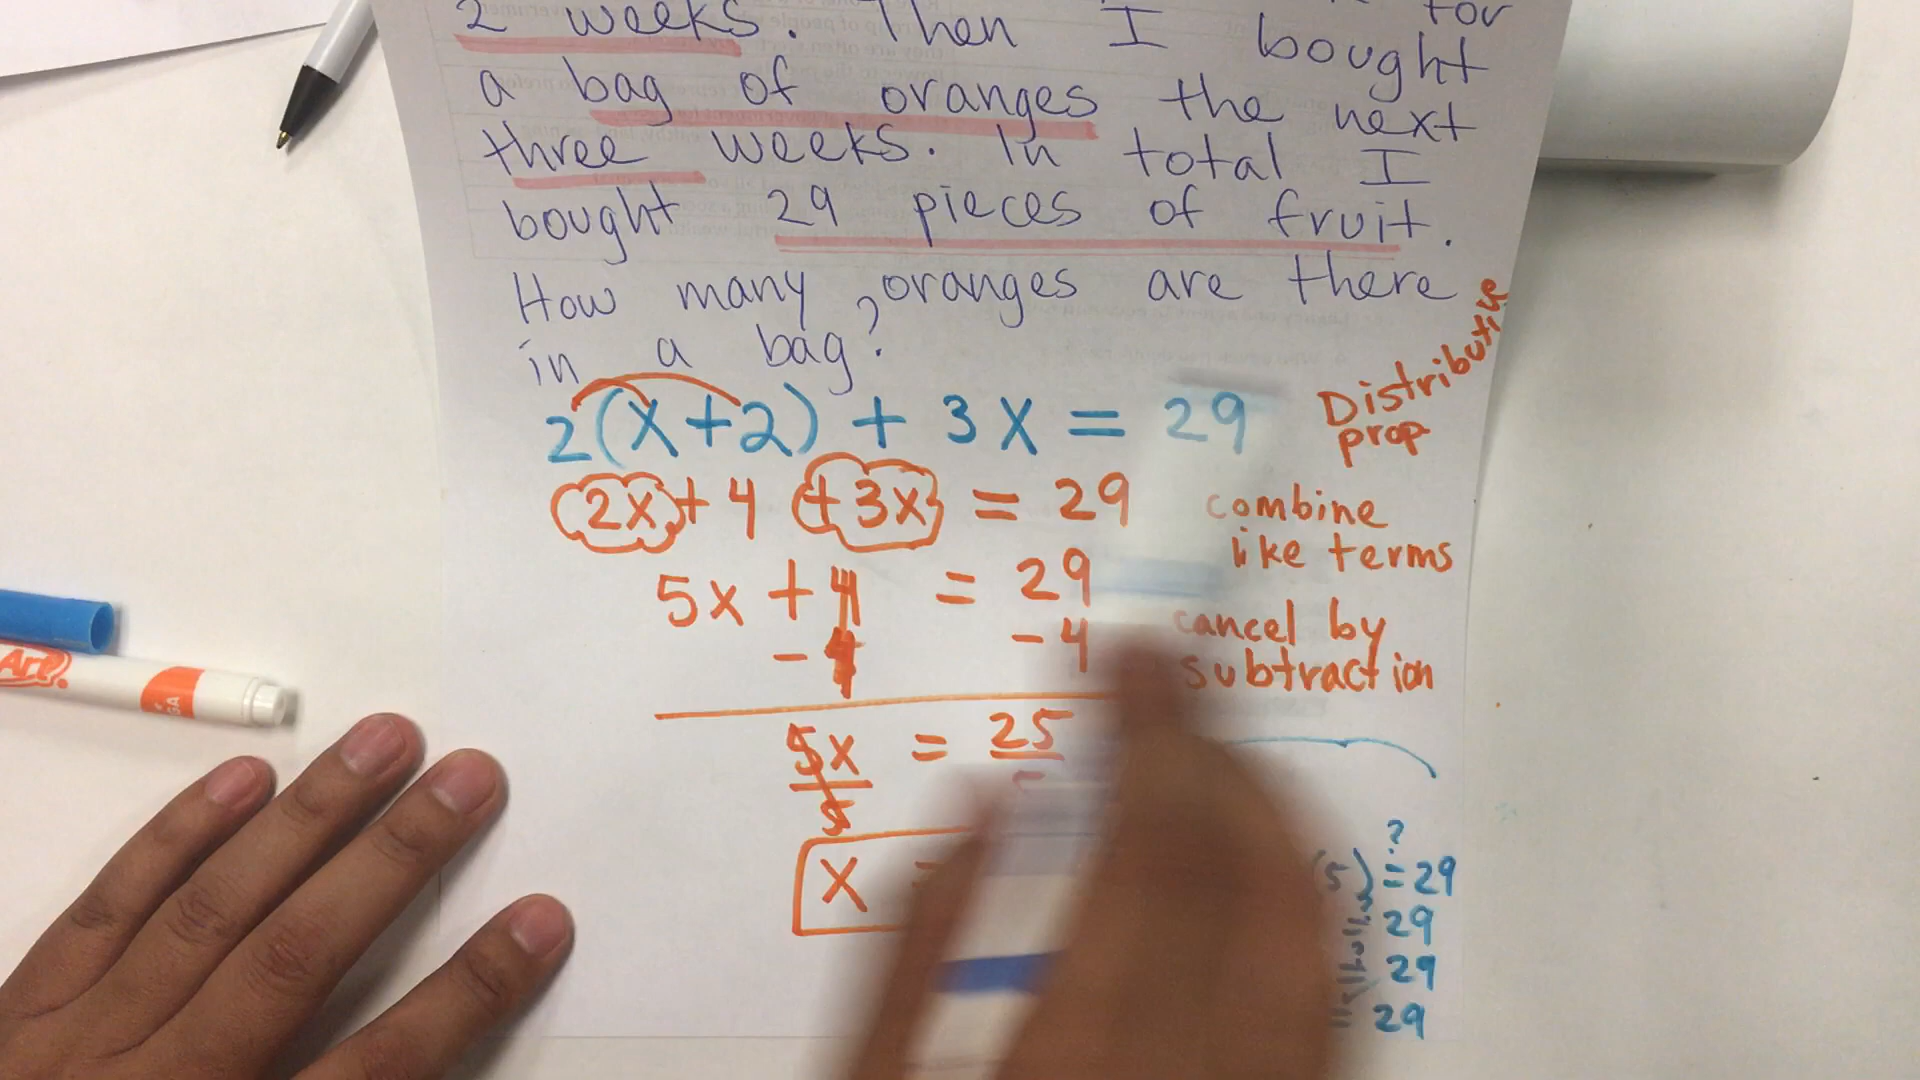 2 weeks. Then I bought for
a bag of oranges the next
three weeks. In total I
bought 29 pieces of fruit.
How many oranges are there
in a bag?
2(x+2) + 3x = 29 Distributive prop
2x + 4 + 3x = 29 combine like terms
5x + 4 = 29
- 4 - 4 cancel by subtraction
5x = 25
5
x =
?
(5) = 29
29
29
29
Art.